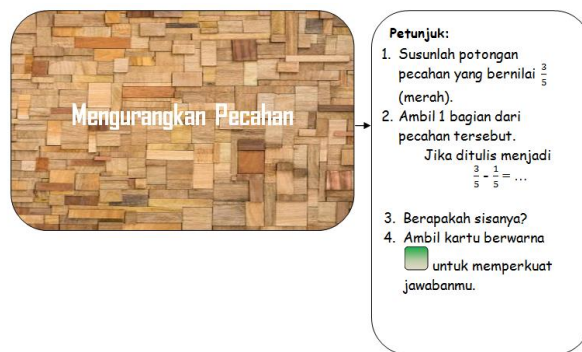 Mengurangkan Pecahan
Petunjuk:
1. Susunlah potongan
pecahan yang bernilai 3/5
(merah).
2. Ambil 1 bagian dari
pecahan tersebut.
Jika ditulis menjadi
3/5 - 1/5 = ...
3. Berapakah sisanya?
4. Ambil kartu berwarna
untuk memperkuat
jawabanmu.